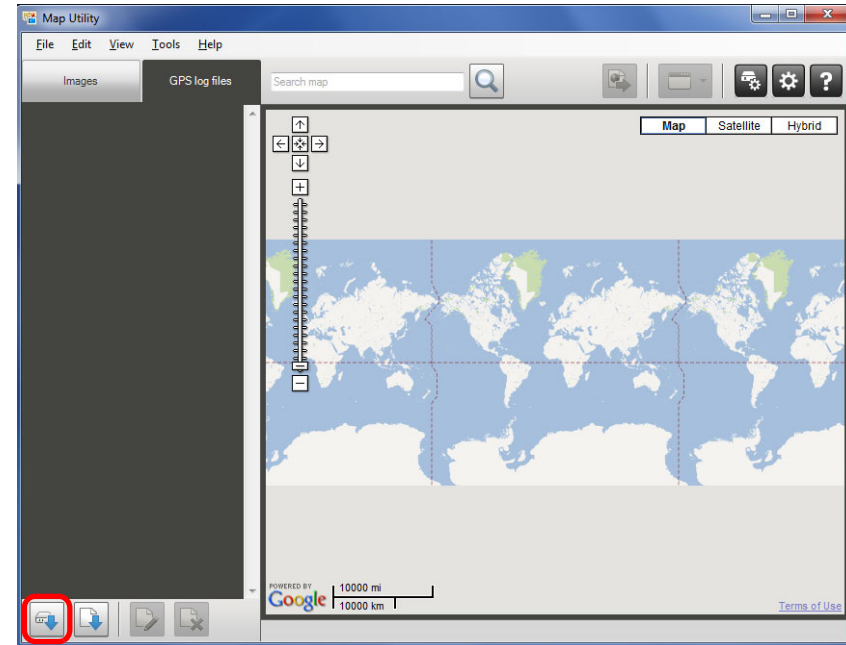 Map Utility
File Edit View Tools Help
Images GPS log files Search map
Map Satellite Hybrid
POWERED BY
Google
10000 mi
10000 km
Terms of Use